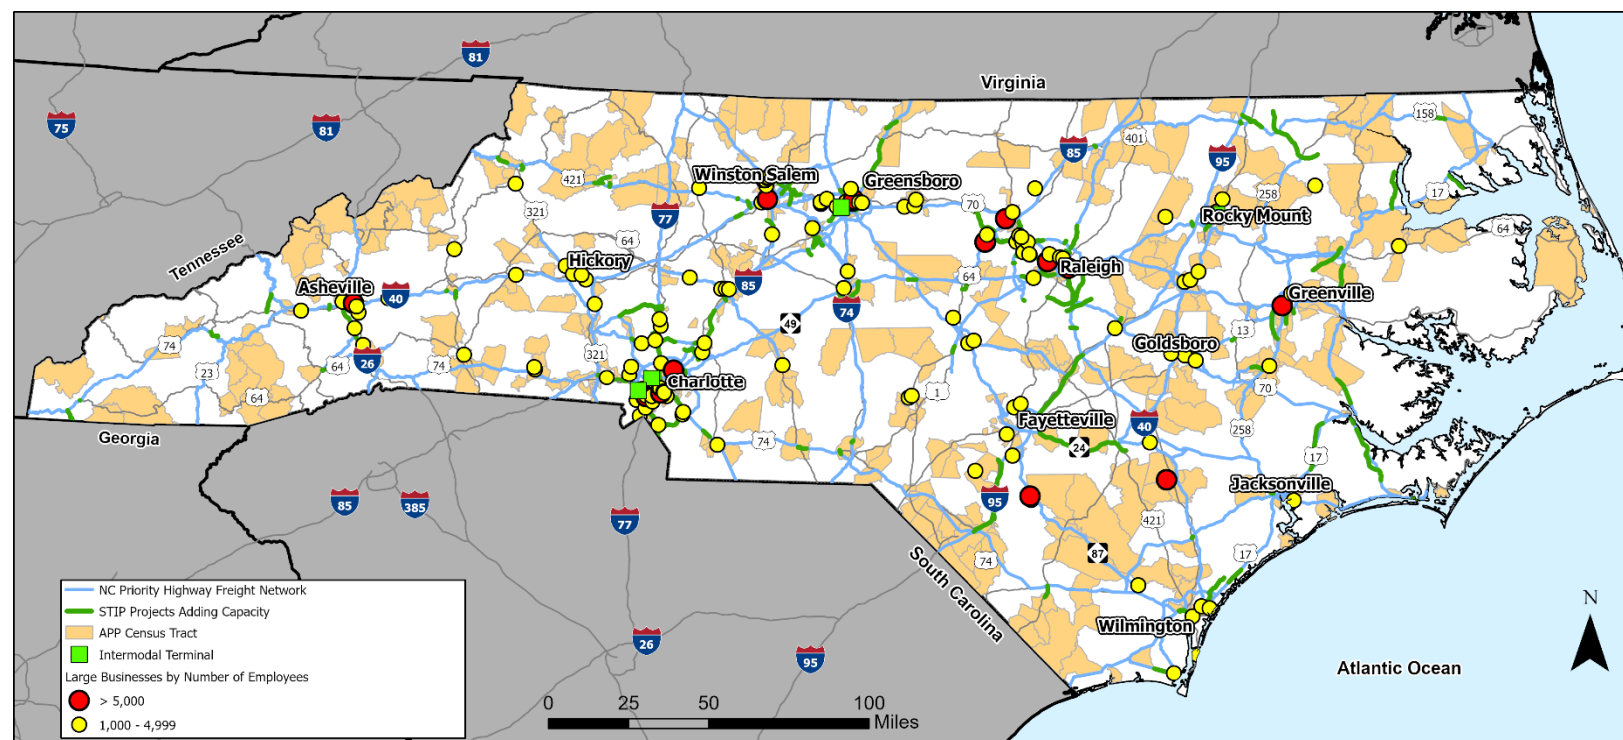 81
Virginia
75
81
158
401
85
95
421
Winston Salem
Greensboro
258
17
321
70
Rocky Mount
77
64
64
Tennessee
Hickory
64
Raleigh
Asheville
40
85
Greenville
74
49
13
74
23
64
26
74
321
Goldsboro
Charlotte
1
70
64
Georgia
74
Fayetteville
40
258
24
17
Jacksonville
85
385
95
77
421
87
17
South Carolina
74
Wilmington
26
95
Atlantic Ocean
N
NC Priority Highway Freight Network
STIP Projects Adding Capacity
APP Census Tract
Intermodal Terminal
Large Businesses by Number of Employees
> 5,000
1,000 - 4,999
0 25 50 100
Miles